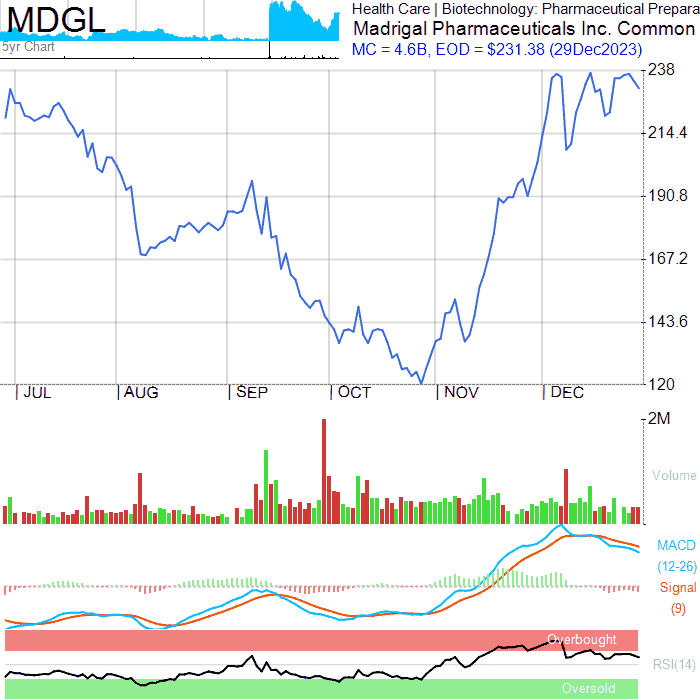 MDGL
5yr Chart
Health Care | Biotechnology: Pharmaceutical Prepara
Madrigal Pharmaceuticals Inc. Common
MC = 4.6B, EOD = $231.38 (29Dec2023)
238
214.4
190.8
167.2
143.6
120
JUL
AUG
SEP
OCT
NOV
DEC
2M
Volume
MACD
(12-26)
Signal
(9)
Overbought
RSI(14)
Oversold